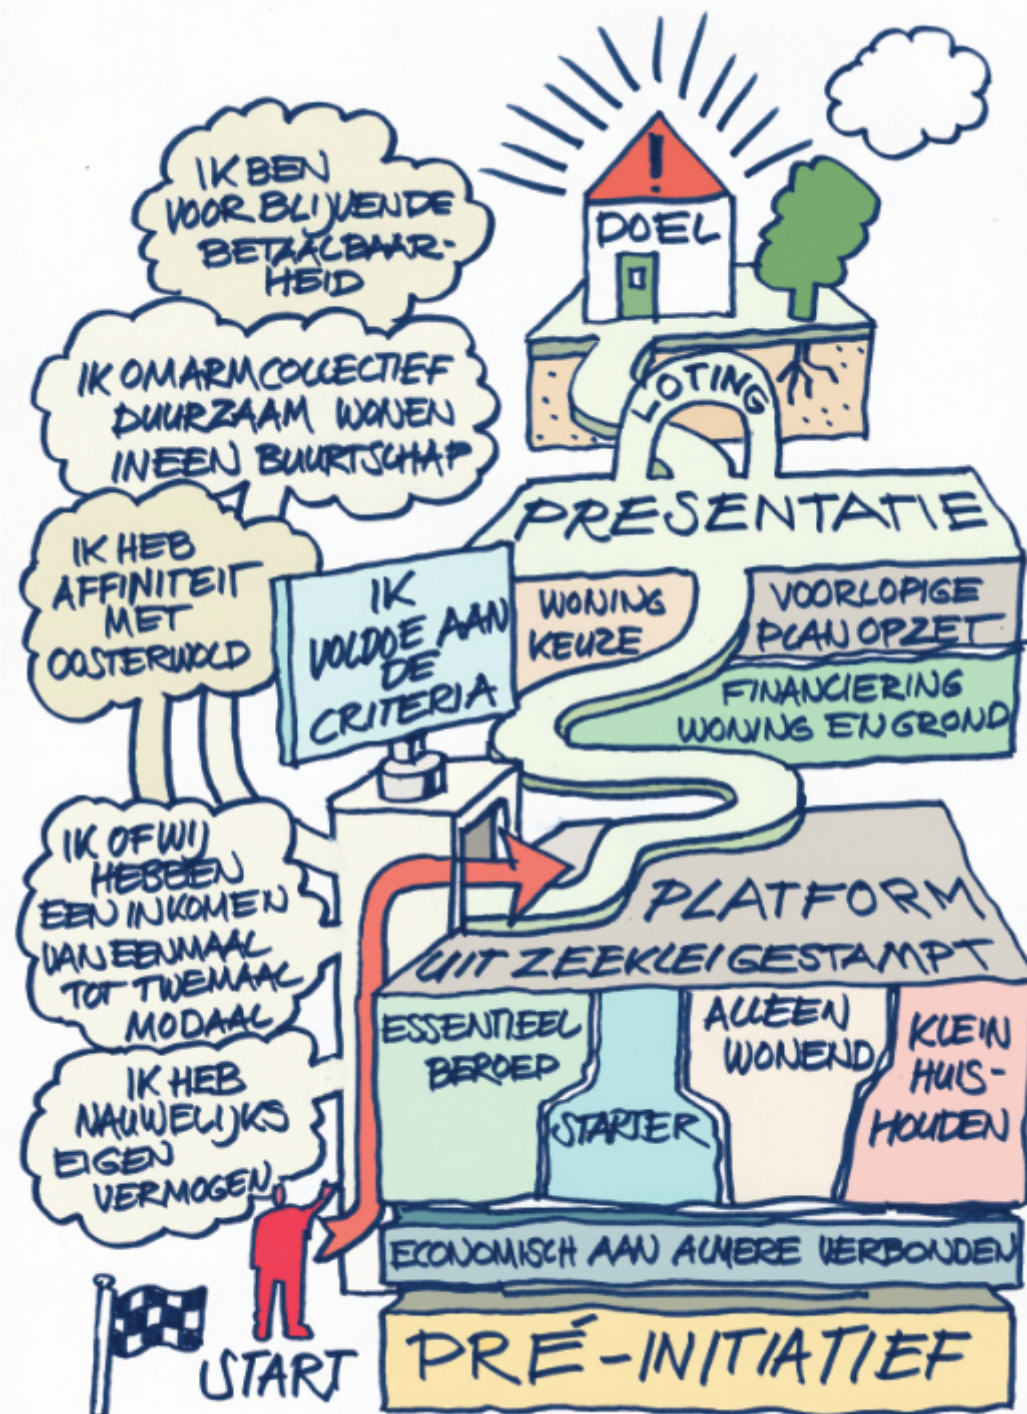 IK BEN
VOOR BLIJVENDE
BETAALBAAR-
HEID
IK OMARM COLLECTIEF
DUURZAAM WONEN
IN EEN BUURTSCHAP
IK HEB
AFFINITEIT
MET
OOSTERWOLD
IK OF WIJ
HEBBEN
EEN INKOMEN
VAN EENMAAL
TOT TWEMAAL
MODAAL
IK HEB
NAUWELIJKS
EIGEN
VERMOGEN
START
IK
VOLDOE AAN
DE
CRITERIA
!
DOEL
LOTING
PRESENTATIE
WONING
KEUZE
VOORLOPIGE
PLAN OPZET
FINANCIERING
WONING EN GROND
PLATFORM
UIT ZEEKLEI GESTAMPT
ESSENTIEEL
BEROEP
STARTER
ALLEEN
WONEND
KLEIN
HUIS-
HOUDEN
ECONOMISCH AAN ALMERE VERBONDEN
PRÉ-INITIATIEF